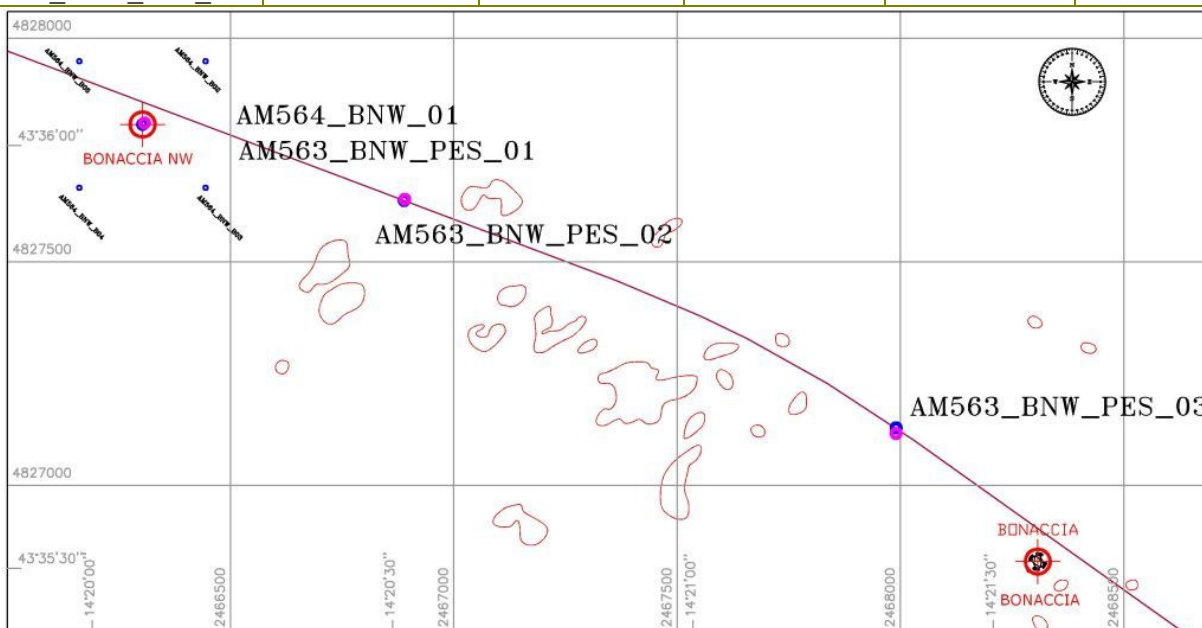 4828000
AM564_BNW_01
43°36'00''
BONACCIA NW
AM563_BNW_PES_01
AM563_BNW_PES_02
4827500
AM563_BNW_PES_03
4827000
BONACCIA
43°35'30''
BONACCIA
14°20'00''
2466500
14°20'30''
2467000
2467500
14°21'00''
2468000
14°21'30''
2468500